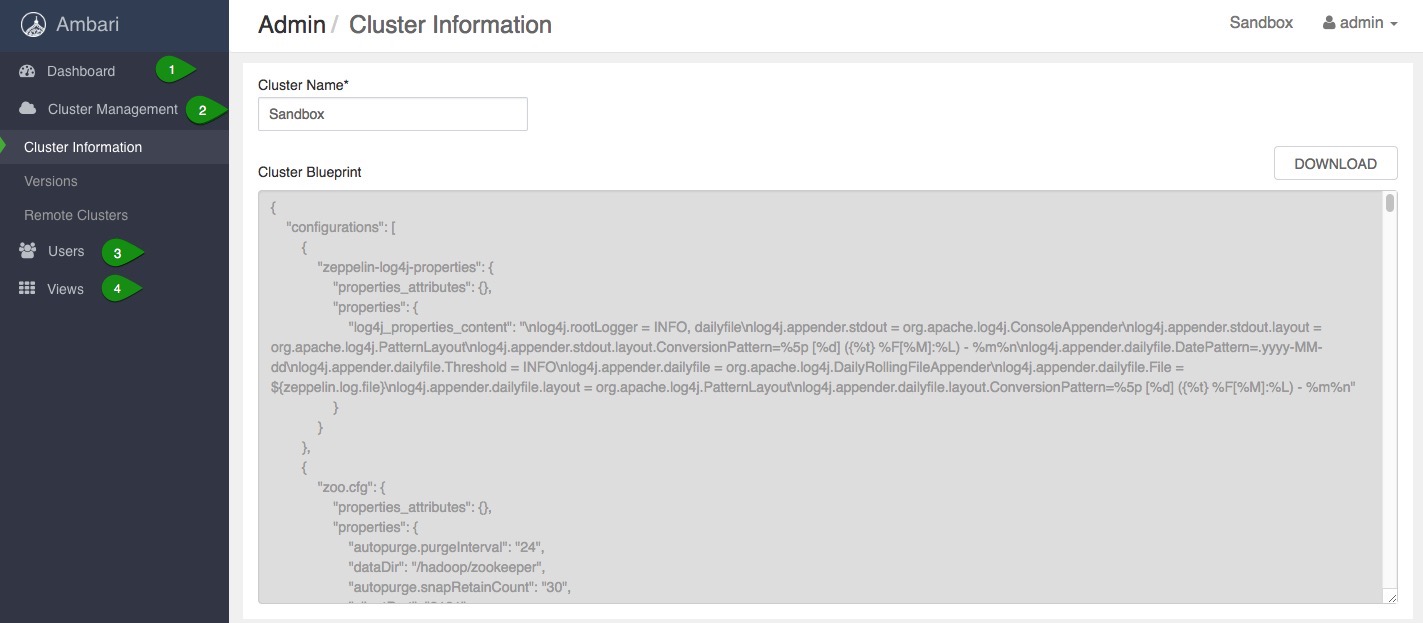 Ambari
Admin / Cluster Information
Sandbox
admin
Dashboard
1
Cluster Management
2
Cluster Information
Versions
Remote Clusters
Users
3
Views
4
Cluster Name*
Sandbox
Cluster Blueprint
DOWNLOAD
{
"configurations": [
{
"zeppelin-log4j-properties": {
"properties_attributes": {},
"properties": {
"log4j_properties_content": "\nlog4j.rootLogger = INFO, dailyfile\nlog4j.appender.stdout = org.apache.log4j.ConsoleAppender\nlog4j.appender.stdout.layout =
org.apache.log4j.PatternLayout\nlog4j.appender.stdout.layout.ConversionPattern=%5p [%d] ({%t} %F[%M]:%L) - %m%n\nlog4j.appender.dailyfile.DatePattern=.yyyy-MM-
dd\nlog4j.appender.dailyfile.Threshold = INFO\nlog4j.appender.dailyfile = org.apache.log4j.DailyRollingFileAppender\nlog4j.appender.dailyfile.File =
${zeppelin.log.file}\nlog4j.appender.dailyfile.layout = org.apache.log4j.PatternLayout\nlog4j.appender.dailyfile.layout.ConversionPattern=%5p [%d] ({%t} %F[%M]:%L) - %m%n"
}
}
},
{
"zoo.cfg": {
"properties_attributes": {},
"properties": {
"autopurge.purgeInterval": "24",
"dataDir": "/hadoop/zookeeper",
"autopurge.snapRetainCount": "30",